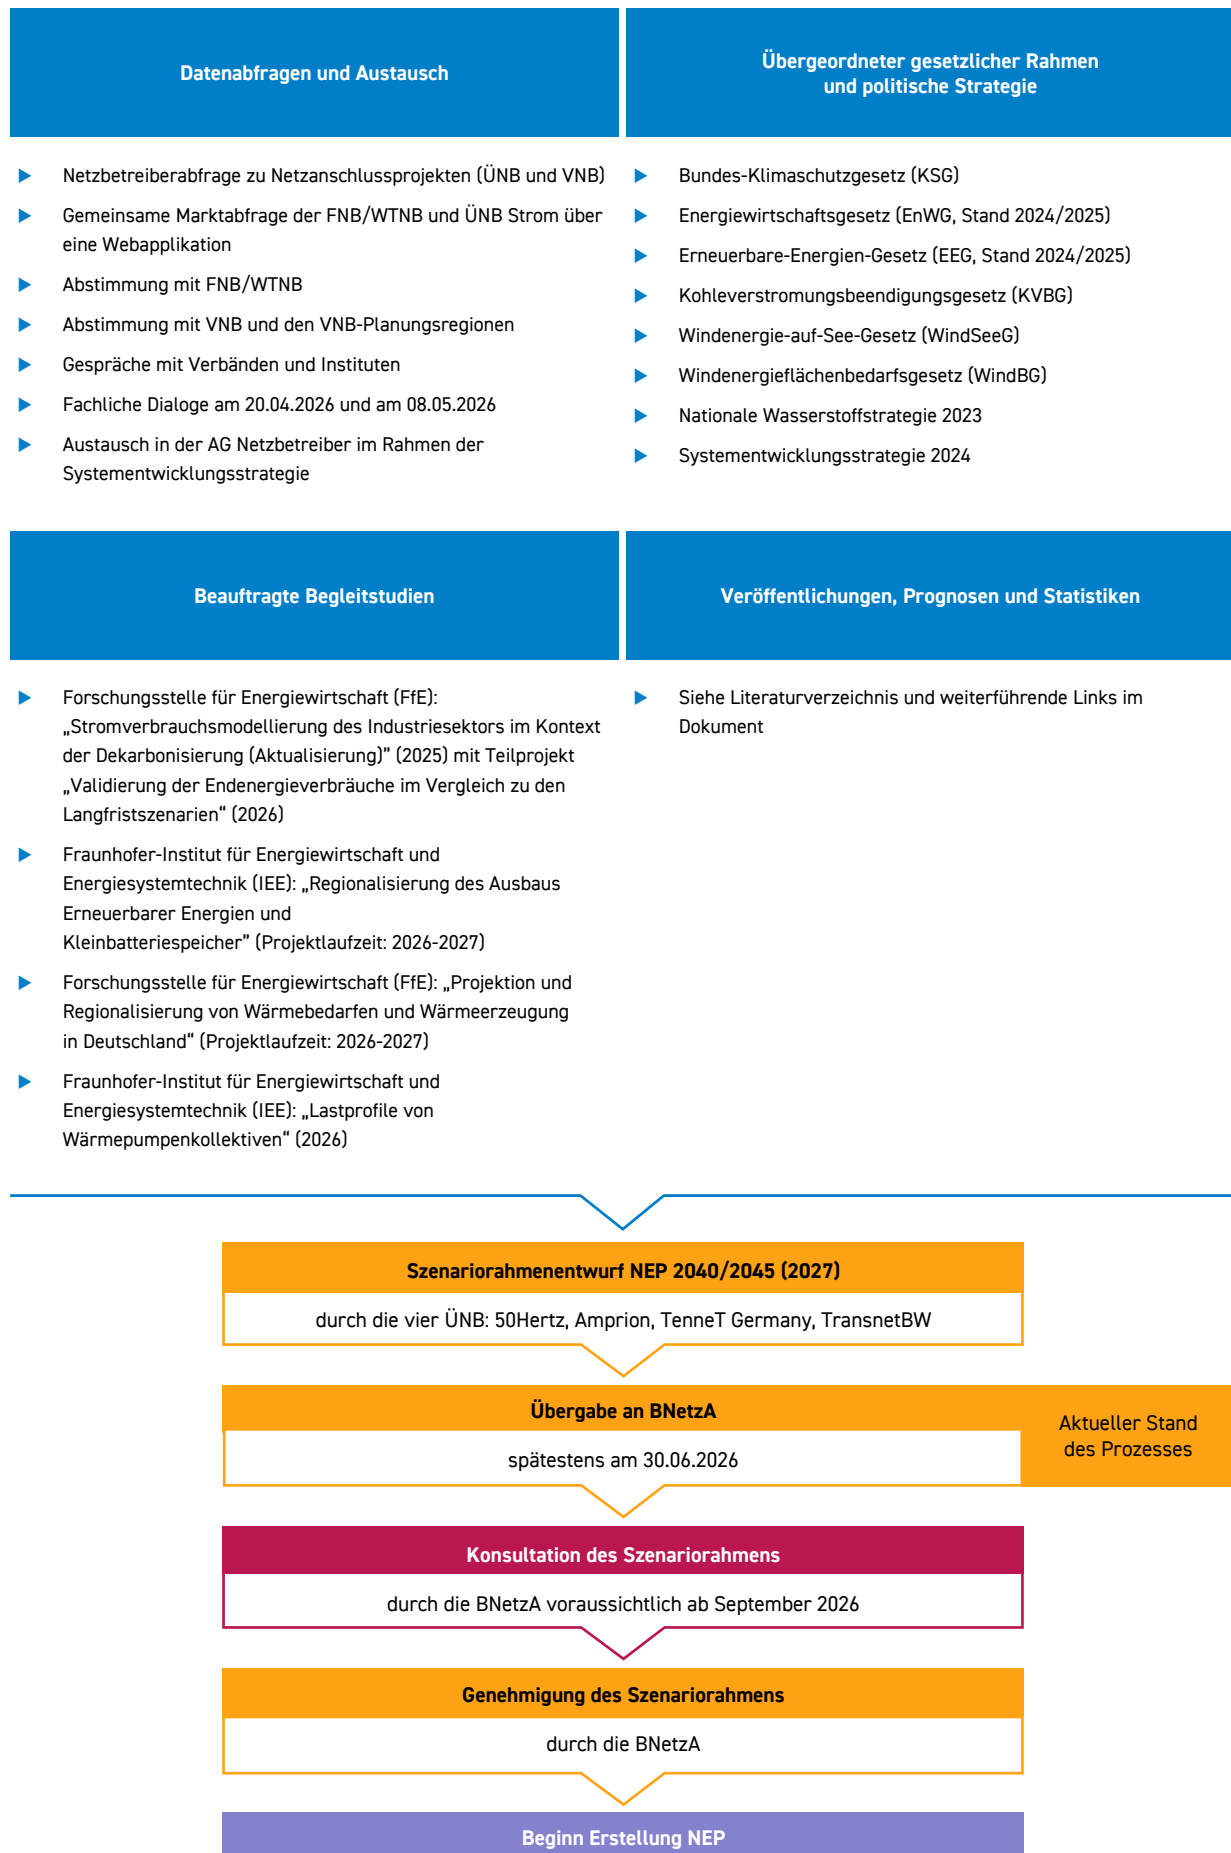 Datenabfragen und Austausch
Netzbetreiberabfrage zu Netzanschlussprojekten (ÜNB und VNB)
Gemeinsame Marktabfrage der FNB/WTNB und ÜNB Strom über
eine Webapplikation
Abstimmung mit FNB/WTNB
Abstimmung mit VNB und den VNB-Planungsregionen
Gespräche mit Verbänden und Instituten
Fachliche Dialoge am 20.04.2026 und am 08.05.2026
Austausch in der AG Netzbetreiber im Rahmen der
Systementwicklungsstrategie
Übergeordneter gesetzlicher Rahmen
und politische Strategie
Bundes-Klimaschutzgesetz (KSG)
Energiewirtschaftsgesetz (EnWG, Stand 2024/2025)
Erneuerbare-Energien-Gesetz (EEG, Stand 2024/2025)
Kohleverstromungsbeendigungsgesetz (KVBG)
Windenergie-auf-See-Gesetz (WindSeeG)
Windenergieflächenbedarfsgesetz (WindBG)
Nationale Wasserstoffstrategie 2023
Systementwicklungsstrategie 2024
Beauftragte Begleitstudien
Forschungsstelle für Energiewirtschaft (FfE):
„Stromverbrauchsmodellierung des Industriesektors im Kontext
der Dekarbonisierung (Aktualisierung)” (2025) mit Teilprojekt
„Validierung der Endenergieverbräuche im Vergleich zu den
Langfristszenarien“ (2026)
Fraunhofer-Institut für Energiewirtschaft und
Energiesystemtechnik (IEE): „Regionalisierung des Ausbaus
Erneuerbarer Energien und
Kleinbatteriespeicher” (Projektlaufzeit: 2026-2027)
Forschungsstelle für Energiewirtschaft (FfE): „Projektion und
Regionalisierung von Wärmebedarfen und Wärmeerzeugung
in Deutschland“ (Projektlaufzeit: 2026-2027)
Fraunhofer-Institut für Energiewirtschaft und
Energiesystemtechnik (IEE): „Lastprofile von
Wärmepumpenkollektiven“ (2026)
Veröffentlichungen, Prognosen und Statistiken
Siehe Literaturverzeichnis und weiterführende Links im
Dokument
Szenariorahmenentwurf NEP 2040/2045 (2027)
durch die vier ÜNB: 50Hertz, Amprion, TenneT Germany, TransnetBW
Übergabe an BNetzA
spätestens am 30.06.2026
Aktueller Stand
des Prozesses
Konsultation des Szenariorahmens
durch die BNetzA voraussichtlich ab September 2026
Genehmigung des Szenariorahmens
durch die BNetzA
Beginn Erstellung NEP